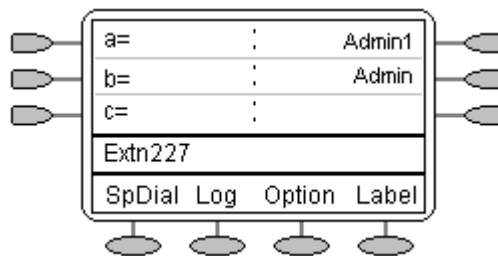 a= : Admin1
b= : Admin
c= :
Extn227
SpDial Log Option Label